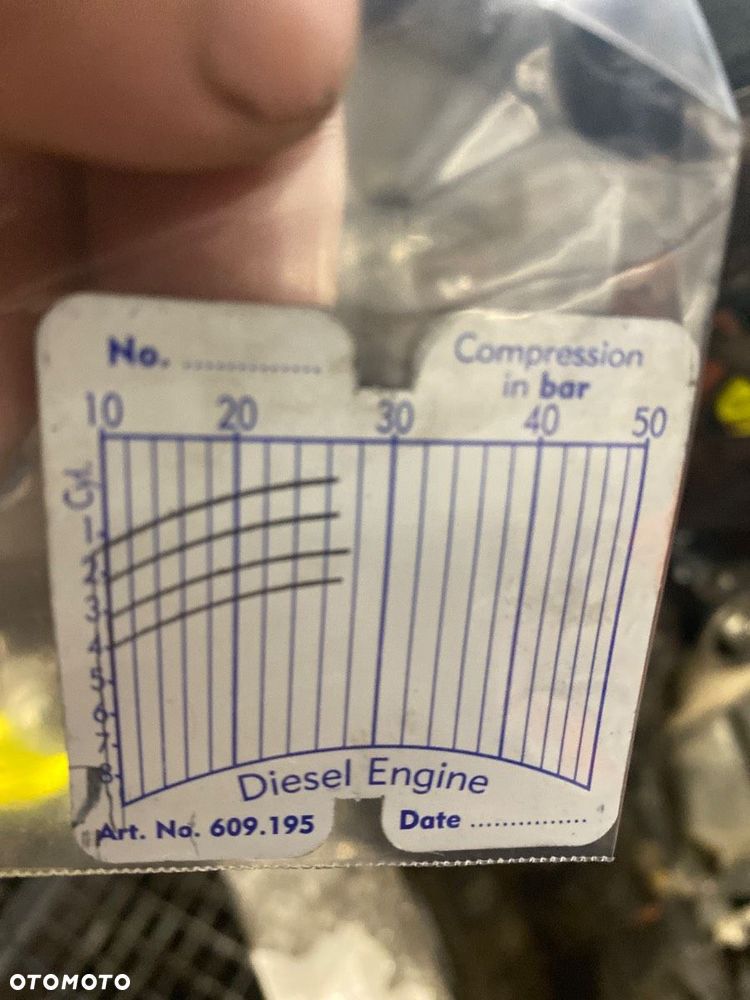 No. ................
Compression
in bar
10 20 30 40 50
Cyl.
1
2
3
4
5
6
7
8
Diesel Engine
Art. No. 609.195
Date ...............
OTOMOTO